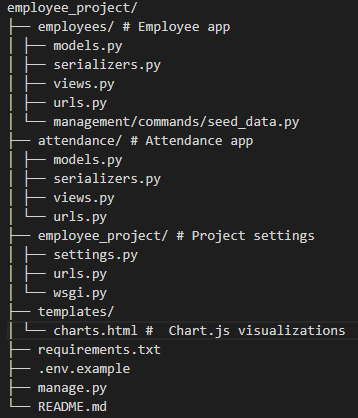 employee_project/
├── employees/ # Employee app
│ ├── models.py
│ ├── serializers.py
│ ├── views.py
│ ├── urls.py
│ └── management/commands/seed_data.py
├── attendance/ # Attendance app
│ ├── models.py
│ ├── serializers.py
│ ├── views.py
│ └── urls.py
├── employee_project/ # Project settings
│ ├── settings.py
│ ├── urls.py
│ └── wsgi.py
├── templates/
│ └── charts.html #  Chart.js visualizations
├── requirements.txt
├── .env.example
├── manage.py
└── README.md